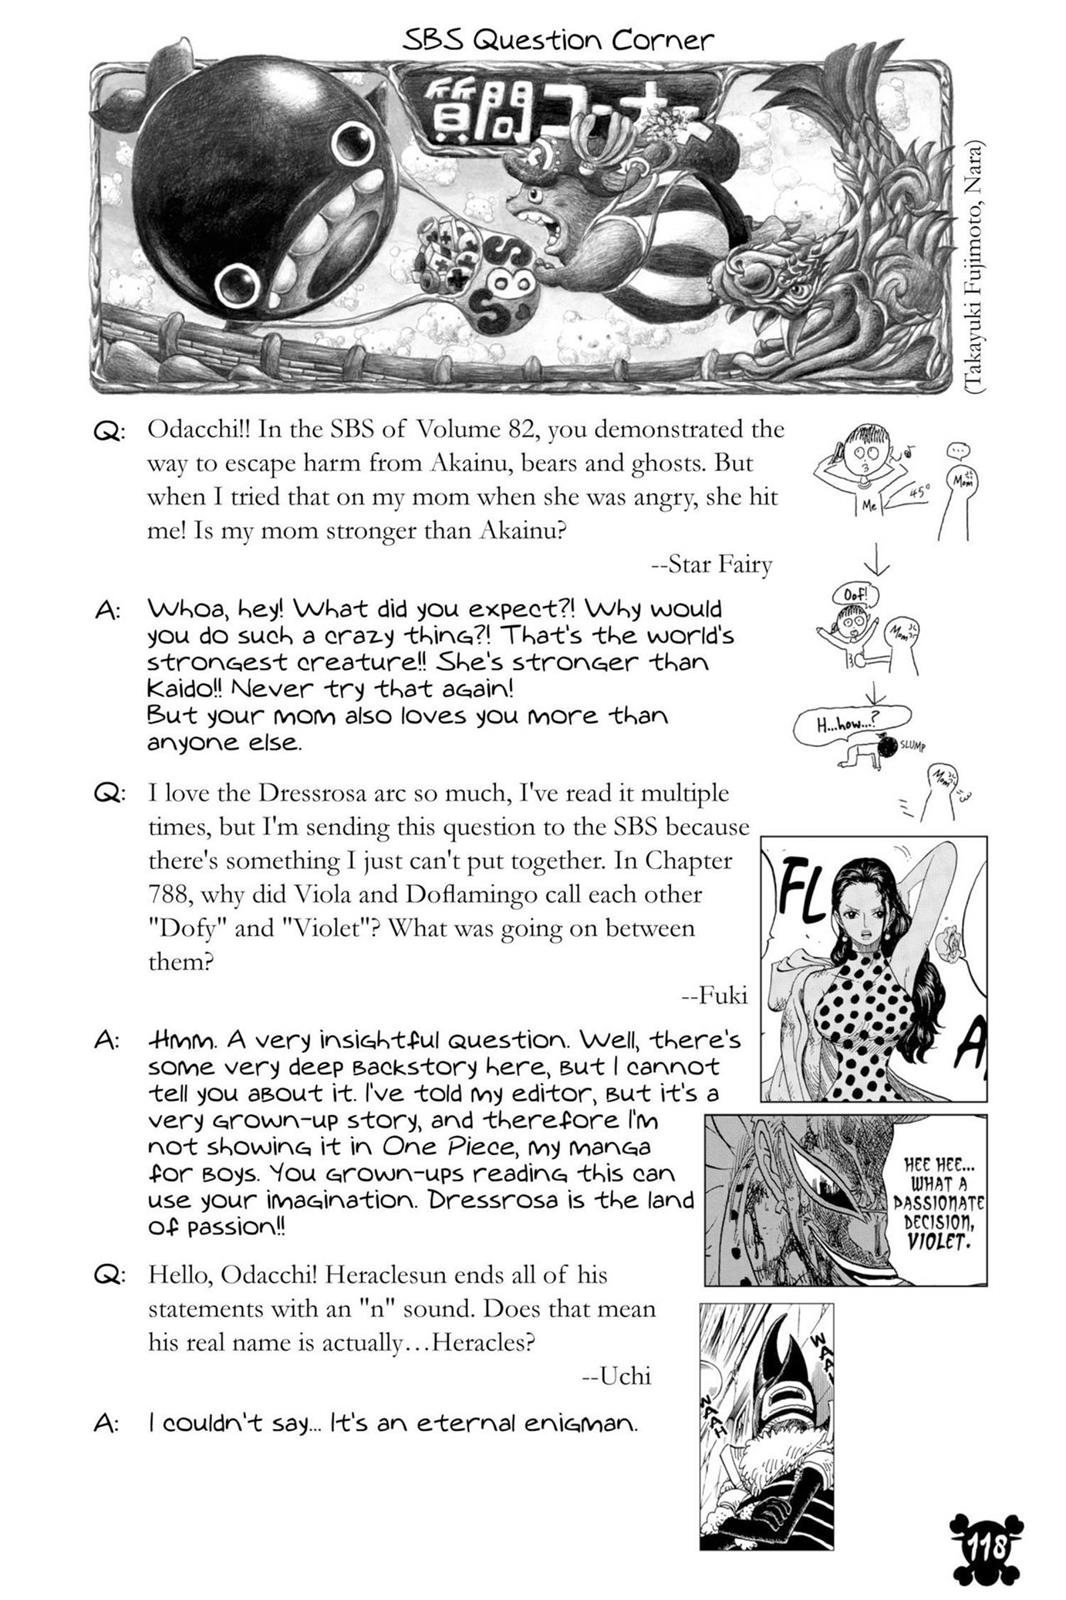 SBS Question Corner
質問コーナー
SBS
(Takayuki Fujimoto, Nara)
Q: Odacchi!! In the SBS of Volume 82, you demonstrated the
way to escape harm from Akainu, bears and ghosts. But
when I tried that on my mom when she was angry, she hit
me! Is my mom stronger than Akainu?
--Star Fairy
...
Mom
Me
45°
Oof!
Mom
H...how...?
SLUMP
Mom
A: Whoa, hey! What did you expect?! Why would
you do such a crazy thing?! That's the world's
strongest creature!! She's stronger than
Kaido!! Never try that again!
But your mom also loves you more than
anyone else.
Q: I love the Dressrosa arc so much, I've read it multiple
times, but I'm sending this question to the SBS because
there's something I just can't put together. In Chapter
788, why did Viola and Doflamingo call each other
"Dofy" and "Violet"? What was going on between
them?
--Fuki
FL
A
A: Hmm. A very insightful question. Well, there's
some very deep backstory here, but I cannot
tell you about it. I've told my editor, but it's a
very grown-up story, and therefore I'm
not showing it in One Piece, my manga
for boys. You grown-ups reading this can
use your imagination. Dressrosa is the land
of passion!!
HEE HEE...
WHAT A
PASSIONATE
DECISION,
VIOLET.
Q: Hello, Odacchi! Heraclesun ends all of his
statements with an "n" sound. Does that mean
his real name is actually…Heracles?
--Uchi
WAAH
A: I couldn't say... It's an eternal enigman.
118